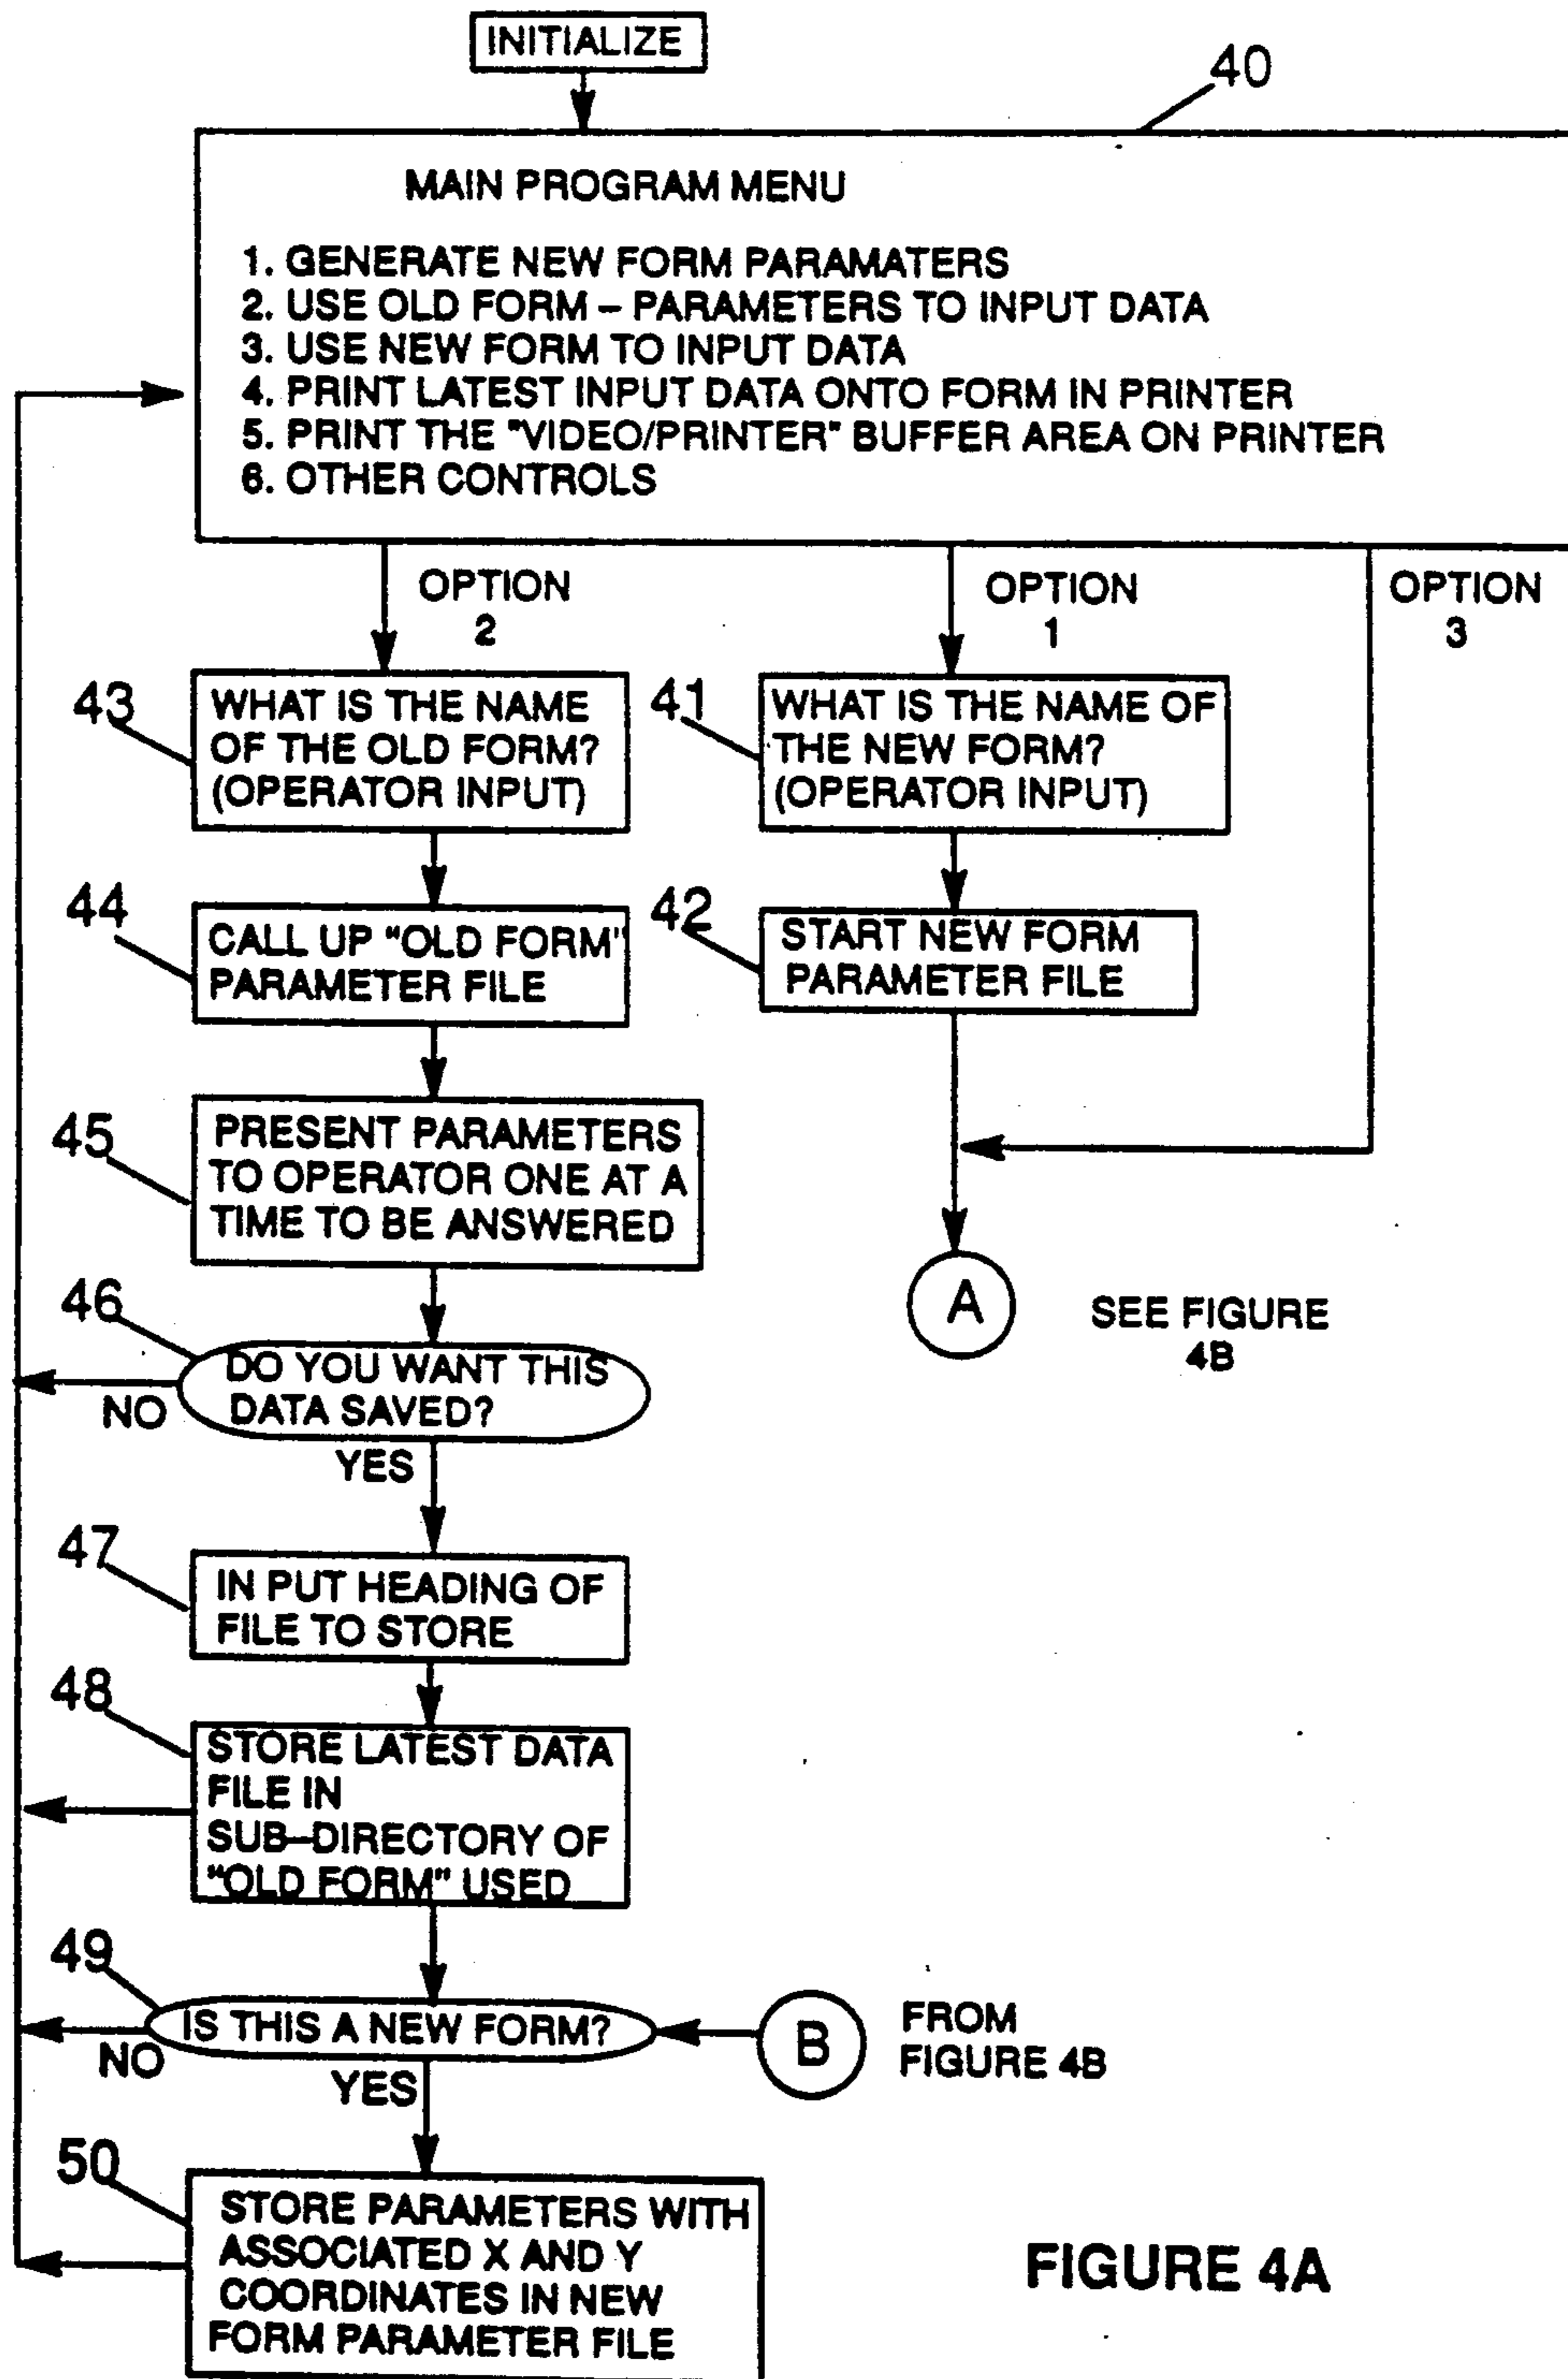 INITIALIZE
40
MAIN PROGRAM MENU
1. GENERATE NEW FORM PARAMATERS
2. USE OLD FORM – PARAMETERS TO INPUT DATA
3. USE NEW FORM TO INPUT DATA
4. PRINT LATEST INPUT DATA ONTO FORM IN PRINTER
5. PRINT THE "VIDEO/PRINTER" BUFFER AREA ON PRINTER
6. OTHER CONTROLS
OPTION
2
OPTION
1
OPTION
3
43
WHAT IS THE NAME
OF THE OLD FORM?
(OPERATOR INPUT)
41
WHAT IS THE NAME OF
THE NEW FORM?
(OPERATOR INPUT)
44
CALL UP "OLD FORM"
PARAMETER FILE
42
START NEW FORM
PARAMETER FILE
45
PRESENT PARAMETERS
TO OPERATOR ONE AT A
TIME TO BE ANSWERED
A
SEE FIGURE
4B
46
DO YOU WANT THIS
DATA SAVED?
NO
YES
47
IN PUT HEADING OF
FILE TO STORE
48
STORE LATEST DATA
FILE IN
SUB–DIRECTORY OF
"OLD FORM" USED
49
IS THIS A NEW FORM?
NO
YES
B
FROM
FIGURE 4B
50
STORE PARAMETERS WITH
ASSOCIATED X AND Y
COORDINATES IN NEW
FORM PARAMETER FILE
FIGURE 4A